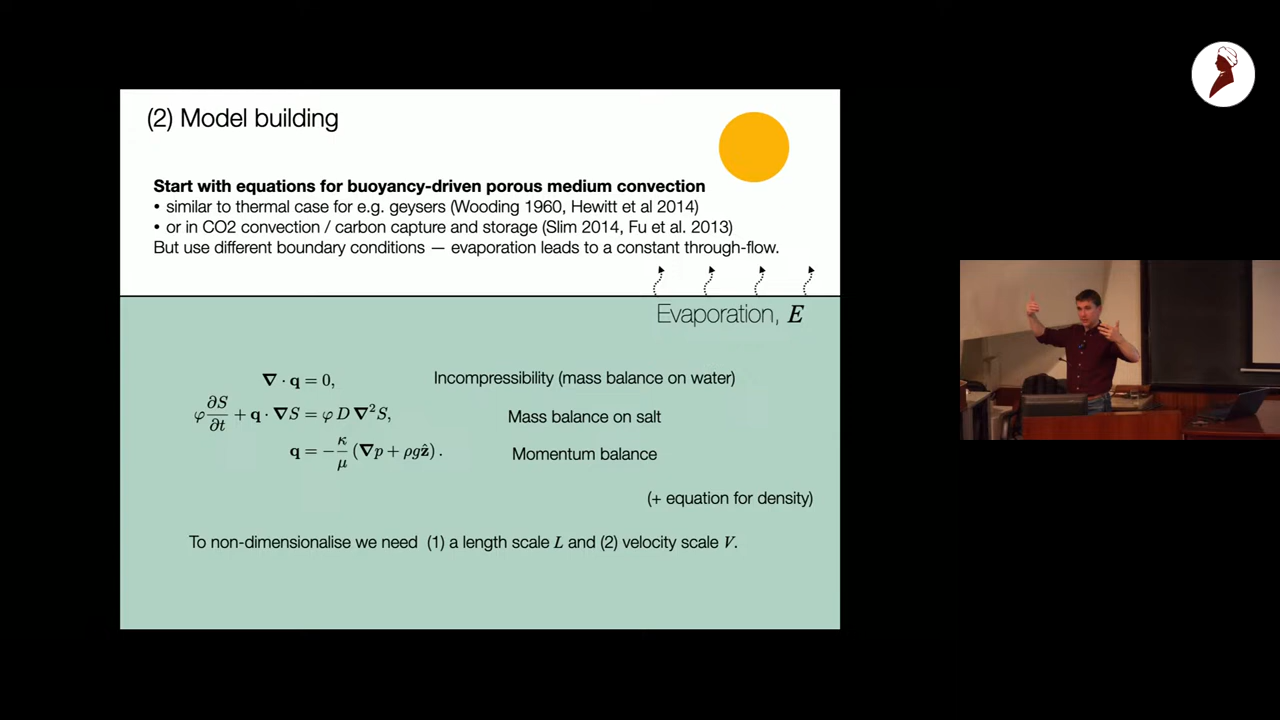 (2) Model building
Start with equations for buoyancy-driven porous medium convection
• similar to thermal case for e.g. geysers (Wooding 1960, Hewitt et al 2014)
• or in CO2 convection / carbon capture and storage (Slim 2014, Fu et al. 2013)
But use different boundary conditions — evaporation leads to a constant through-flow.
Evaporation, E
∇ · q = 0, Incompressibility (mass balance on water)
φ ∂S/∂t + q · ∇S = φ D ∇²S, Mass balance on salt
q = −κ/μ (∇p + ρgẑ). Momentum balance
(+ equation for density)
To non-dimensionalise we need (1) a length scale L and (2) velocity scale V.